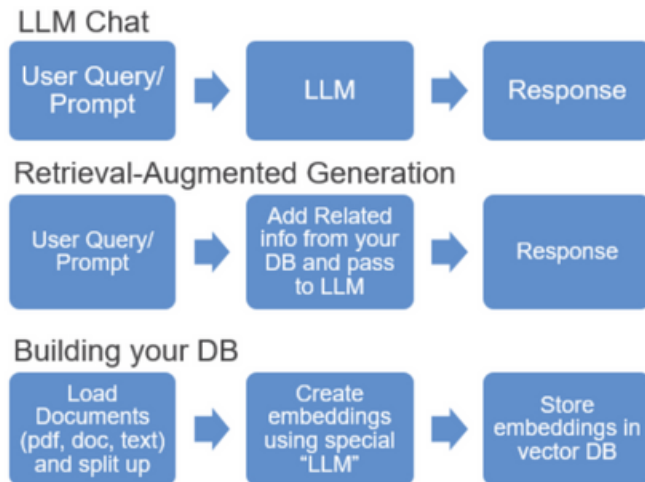 LLM Chat
User Query/
Prompt
LLM
Response
Retrieval-Augmented Generation
User Query/
Prompt
Add Related
info from your
DB and pass
to LLM
Response
Building your DB
Load
Documents
(pdf, doc, text)
and split up
Create
embeddings
using special
“LLM”
Store
embeddings in
vector DB